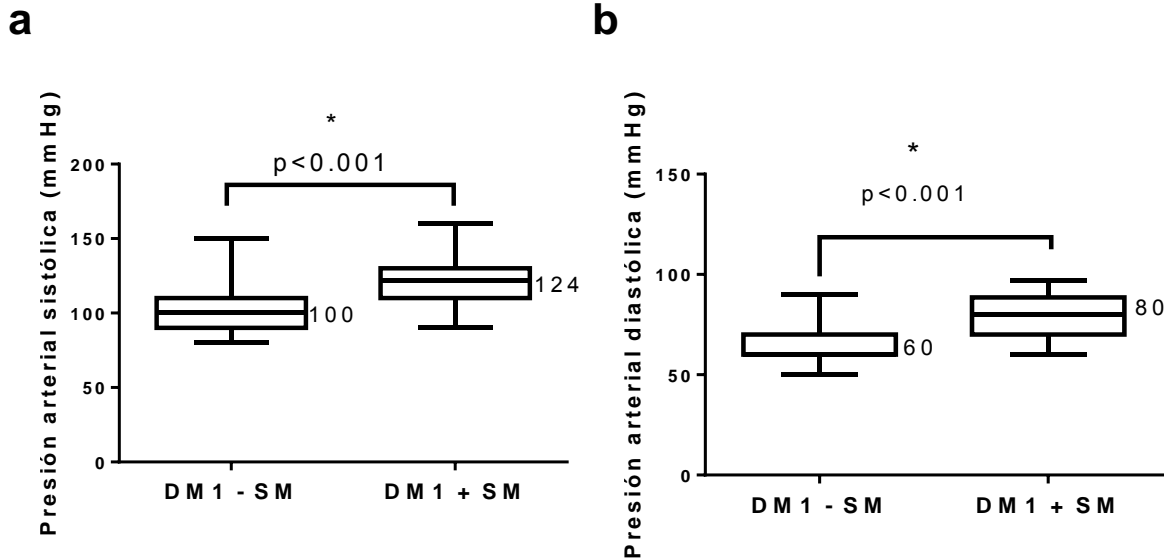 a
Presión arterial sistólica (mmHg)
*
p<0.001
200
150
100
50
0
100
124
DM1 - SM
DM1 + SM
b
Presión arterial diastólica (mmHg)
*
p<0.001
150
100
50
0
60
80
DM1 - SM
DM1 + SM